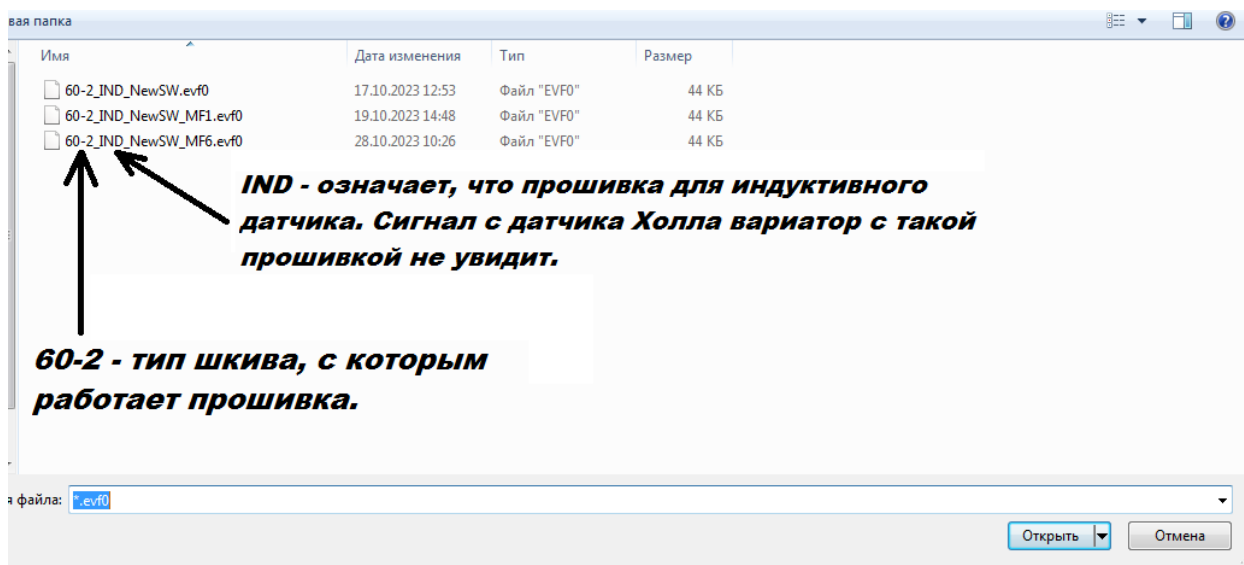 вая папка
Имя Дата изменения Тип Размер
60-2_IND_NewSW.evf0 17.10.2023 12:53 Файл "EVF0" 44 КБ
60-2_IND_NewSW_MF1.evf0 19.10.2023 14:48 Файл "EVF0" 44 КБ
60-2_IND_NewSW_MF6.evf0 28.10.2023 10:26 Файл "EVF0" 44 КБ
IND - означает, что прошивка для индуктивного
датчика. Сигнал с датчика Холла вариатор с такой
прошивкой не увидит.
60-2 - тип шкива, с которым
работает прошивка.
я файла: *.evf0
Открыть Отмена